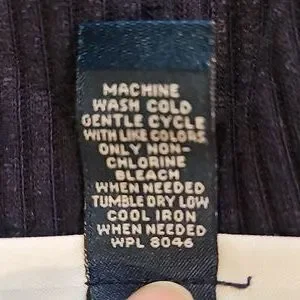 MACHINE
WASH COLD
GENTLE CYCLE
WITH LIKE COLORS
ONLY NON-
CHLORINE
BLEACH
WHEN NEEDED
TUMBLE DRY LOW
COOL IRON
WHEN NEEDED
WPL 8046